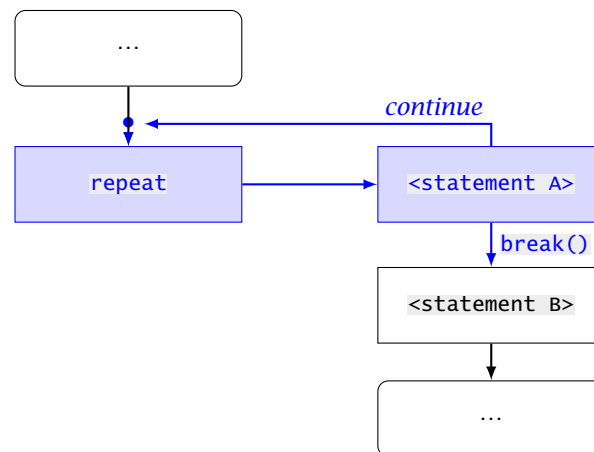 ...
continue
repeat
<statement A>
break()
<statement B>
...